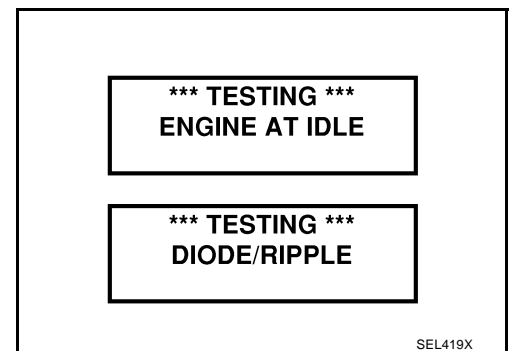 *** TESTING ***
ENGINE AT IDLE
*** TESTING ***
DIODE/RIPPLE
SEL419X